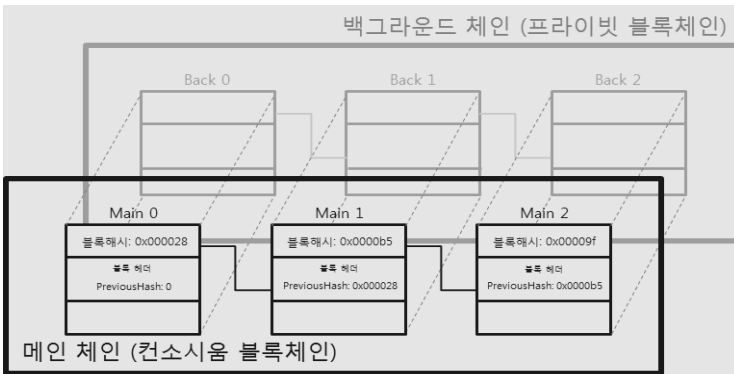 백그라운드 체인 (프라이빗 블록체인)
Back 0
Back 1
Back 2
Main 0
Main 1
Main 2
블록해시: 0x000028
블록해시: 0x0000b5
블록해시: 0x00009f
블록 헤더
PreviousHash: 0
블록 헤더
PreviousHash: 0x000028
블록 헤더
PreviousHash: 0x0000b5
메인 체인 (컨소시움 블록체인)